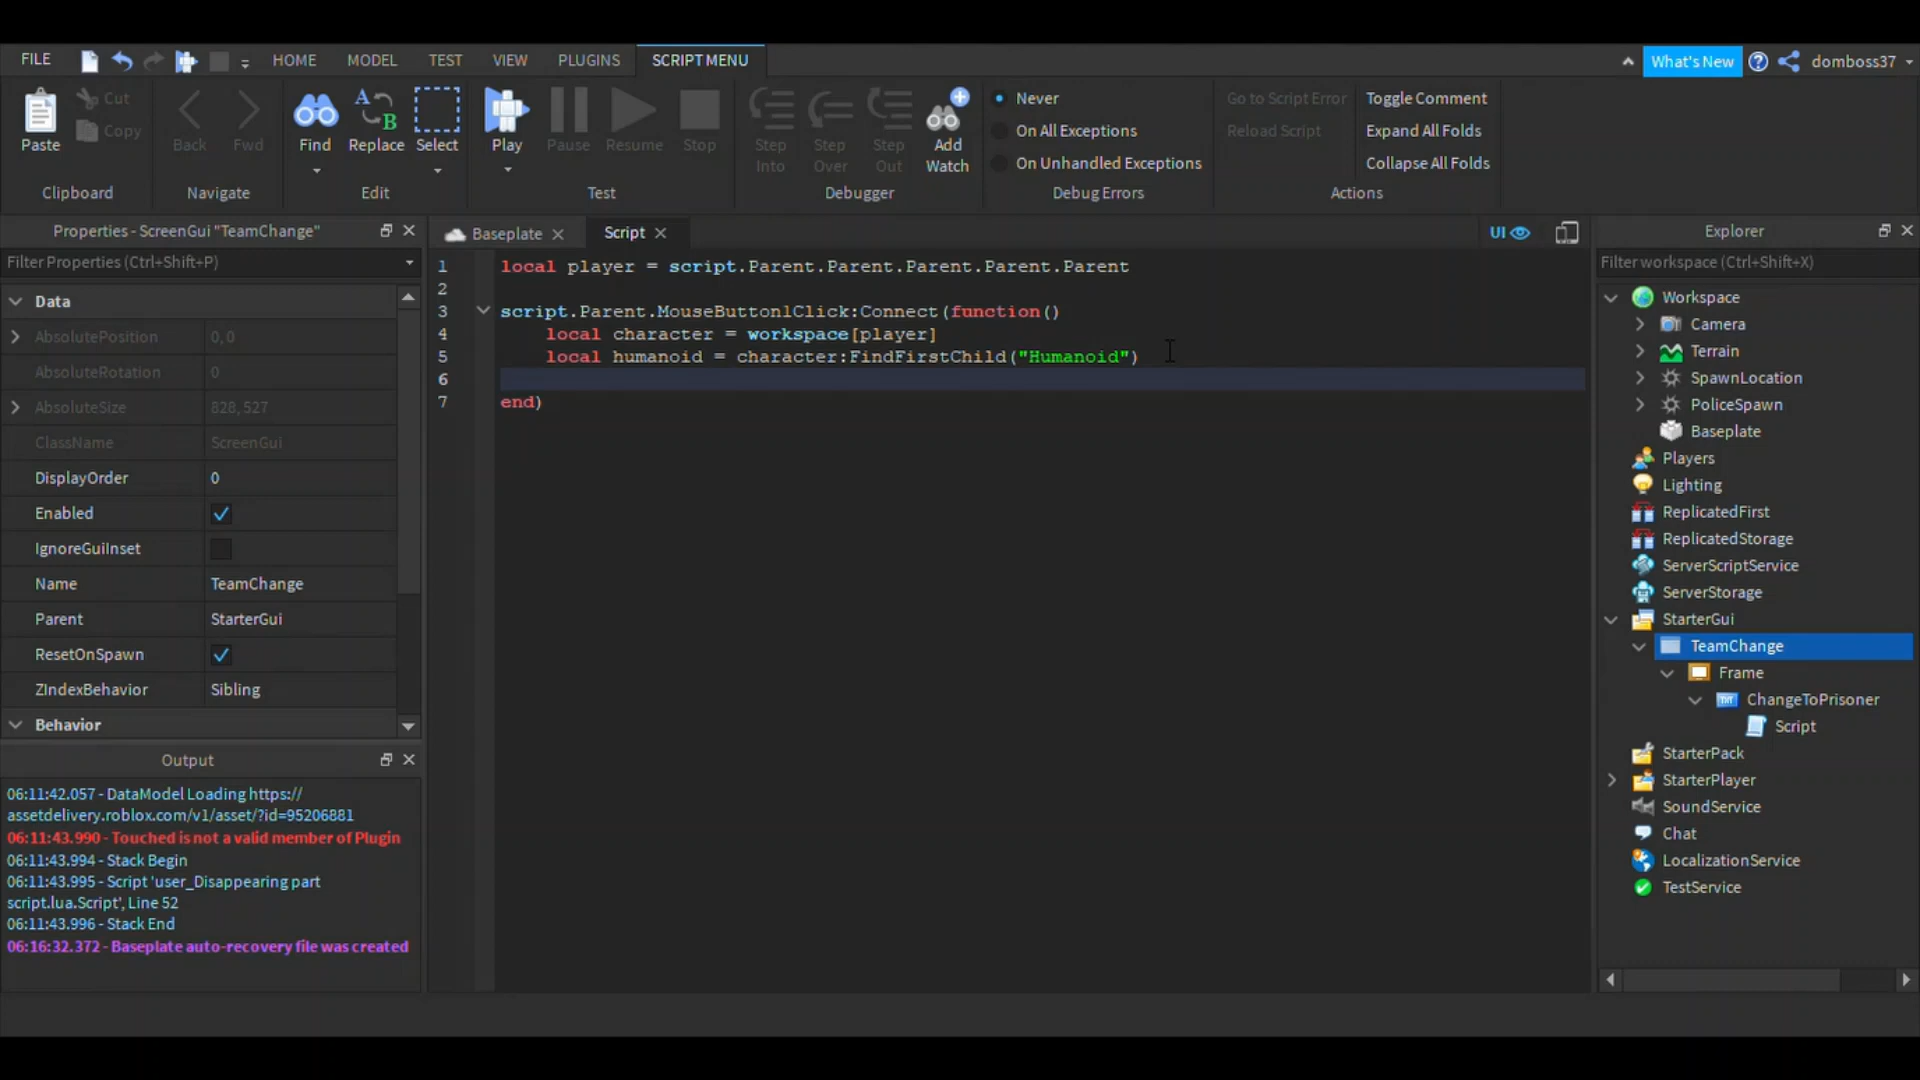 FILE HOME MODEL TEST VIEW PLUGINS SCRIPT MENU What's New domboss37
Paste Cut Copy
Clipboard
Back Fwd
Navigate
Find Replace Select
Edit
Play Pause Resume Stop
Test
Step Into Step Over Step Out Add Watch
Debugger
Never
On All Exceptions
On Unhandled Exceptions
Debug Errors
Go to Script Error Toggle Comment
Reload Script Expand All Folds
Collapse All Folds
Actions
Properties - ScreenGui "TeamChange"
Filter Properties (Ctrl+Shift+P)
Data
AbsolutePosition 0, 0
AbsoluteRotation 0
AbsoluteSize 828, 527
ClassName ScreenGui
DisplayOrder 0
Enabled
IgnoreGuiInset
Name TeamChange
Parent StarterGui
ResetOnSpawn
ZIndexBehavior Sibling
Behavior
Output
06:11:42.057 - DataModel Loading https://
assetdelivery.roblox.com/v1/asset/?id=95206881
06:11:43.990 - Touched is not a valid member of Plugin
06:11:43.994 - Stack Begin
06:11:43.995 - Script 'user_Disappearing part
script.lua.Script', Line 52
06:11:43.996 - Stack End
06:16:32.372 - Baseplate auto-recovery file was created
Baseplate Script UI
1 local player = script.Parent.Parent.Parent.Parent.Parent
2
3 script.Parent.MouseButton1Click:Connect(function()
4 local character = workspace[player]
5 local humanoid = character:FindFirstChild("Humanoid")
6
7 end)
Explorer
Filter workspace (Ctrl+Shift+X)
Workspace
Camera
Terrain
SpawnLocation
PoliceSpawn
Baseplate
Players
Lighting
ReplicatedFirst
ReplicatedStorage
ServerScriptService
ServerStorage
StarterGui
TeamChange
Frame
TXT ChangeToPrisoner
Script
StarterPack
StarterPlayer
SoundService
Chat
LocalizationService
TestService